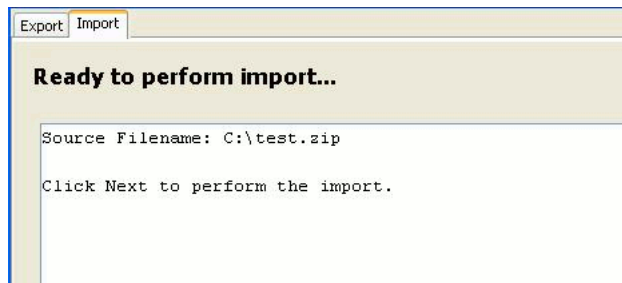 Export Import
Ready to perform import...
Source Filename: C:\test.zip
Click Next to perform the import.